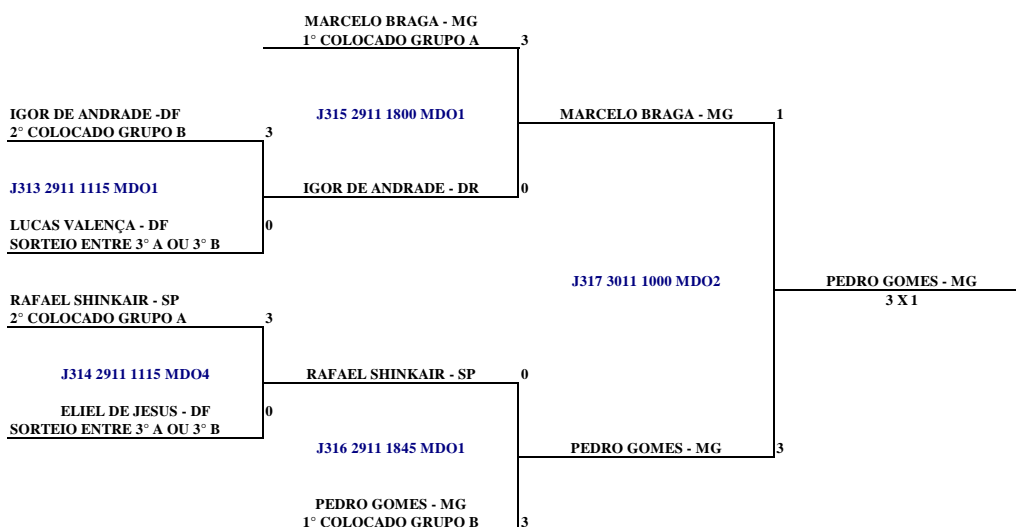 MARCELO BRAGA - MG
1° COLOCADO GRUPO A 3
IGOR DE ANDRADE -DF
2° COLOCADO GRUPO B 3
J315 2911 1800 MDO1
MARCELO BRAGA - MG 1
J313 2911 1115 MDO1
IGOR DE ANDRADE - DR 0
LUCAS VALENÇA - DF 0
SORTEIO ENTRE 3° A OU 3° B
J317 3011 1000 MDO2
PEDRO GOMES - MG
3 X 1
RAFAEL SHINKAIR - SP
2° COLOCADO GRUPO A 3
J314 2911 1115 MDO4
RAFAEL SHINKAIR - SP 0
ELIEL DE JESUS - DF 0
SORTEIO ENTRE 3° A OU 3° B
J316 2911 1845 MDO1
PEDRO GOMES - MG 3
PEDRO GOMES - MG
1° COLOCADO GRUPO B 3